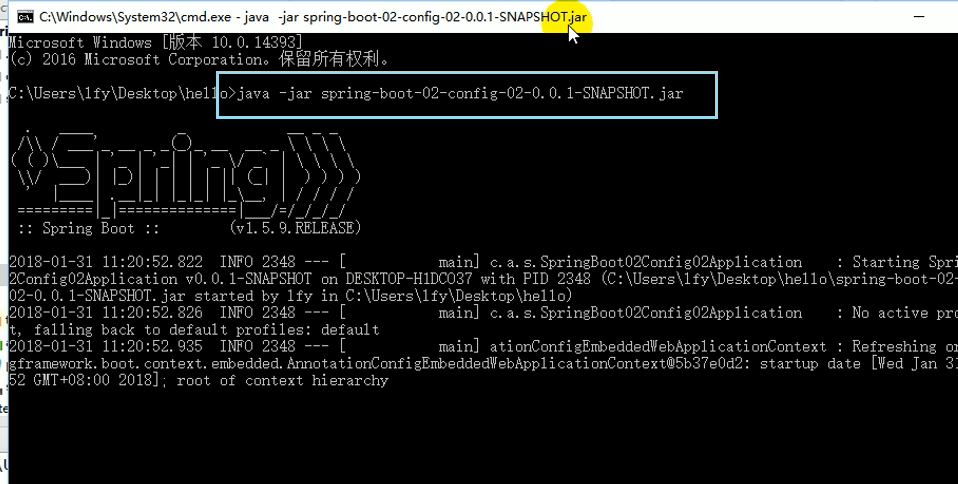 C:\Windows\System32\cmd.exe - java -jar spring-boot-02-config-02-0.0.1-SNAPSHOT.jar
Microsoft Windows [版本 10.0.14393]
(c) 2016 Microsoft Corporation。保留所有权利。
C:\Users\lfy\Desktop\hello>java -jar spring-boot-02-config-02-0.0.1-SNAPSHOT.jar
Spring
:: Spring Boot :: (v1.5.9.RELEASE)
2018-01-31 11:20:52.822 INFO 2348 --- [ main] c.a.s.SpringBoot02Config02Application : Starting Spri
2Config02Application v0.0.1-SNAPSHOT on DESKTOP-H1DCO37 with PID 2348 (C:\Users\lfy\Desktop\hello\spring-boot-02-
02-0.0.1-SNAPSHOT.jar started by lfy in C:\Users\lfy\Desktop\hello)
2018-01-31 11:20:52.826 INFO 2348 --- [ main] c.a.s.SpringBoot02Config02Application : No active pro
t, falling back to default profiles: default
2018-01-31 11:20:52.935 INFO 2348 --- [ main] ationConfigEmbeddedWebApplicationContext : Refreshing or
gframework.boot.context.embedded.AnnotationConfigEmbeddedWebApplicationContext@5b37e0d2: startup date [Wed Jan 31
52 GMT+08:00 2018]; root of context hierarchy